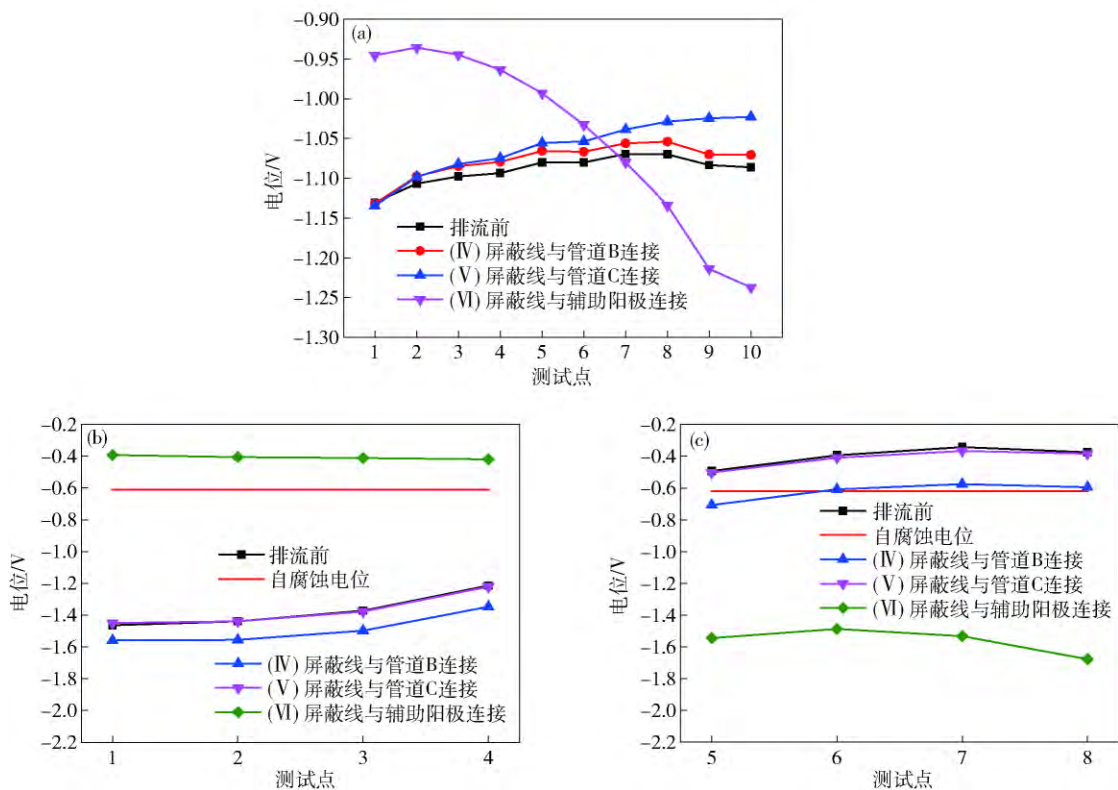 (a)
-0.90
-0.95
-1.00
-1.05
-1.10
-1.15
-1.20
-1.25
-1.30
电位/V
排流前
(Ⅳ) 屏蔽线与管道B连接
(Ⅴ) 屏蔽线与管道C连接
(Ⅵ) 屏蔽线与辅助阳极连接
1 2 3 4 5 6 7 8 9 10
测试点
(b)
-0.2
-0.4
-0.6
-0.8
-1.0
-1.2
-1.4
-1.6
-1.8
-2.0
-2.2
电位/V
排流前
自腐蚀电位
(Ⅳ) 屏蔽线与管道B连接
(Ⅴ) 屏蔽线与管道C连接
(Ⅵ) 屏蔽线与辅助阳极连接
1 2 3 4
测试点
(c)
-0.2
-0.4
-0.6
-0.8
-1.0
-1.2
-1.4
-1.6
-1.8
-2.0
-2.2
电位/V
排流前
自腐蚀电位
(Ⅳ) 屏蔽线与管道B连接
(Ⅴ) 屏蔽线与管道C连接
(Ⅵ) 屏蔽线与辅助阳极连接
5 6 7 8
测试点